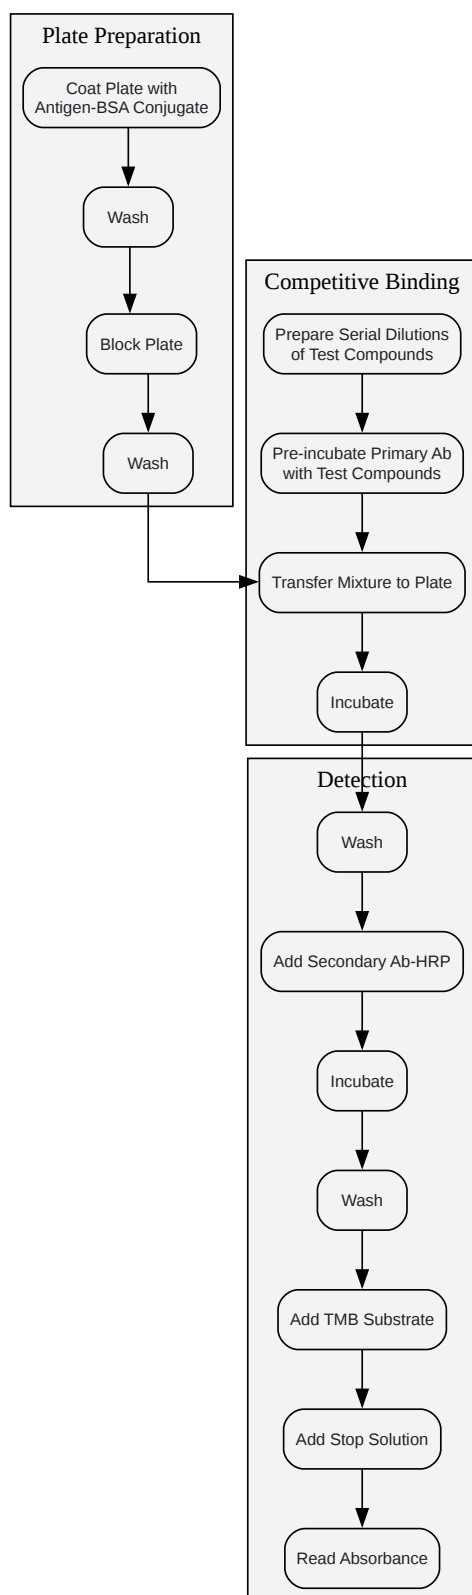 Plate Preparation
Coat Plate with
Antigen-BSA Conjugate
Wash
Block Plate
Wash
Competitive Binding
Prepare Serial Dilutions
of Test Compounds
Pre-incubate Primary Ab
with Test Compounds
Transfer Mixture to Plate
Incubate
Detection
Wash
Add Secondary Ab-HRP
Incubate
Wash
Add TMB Substrate
Add Stop Solution
Read Absorbance